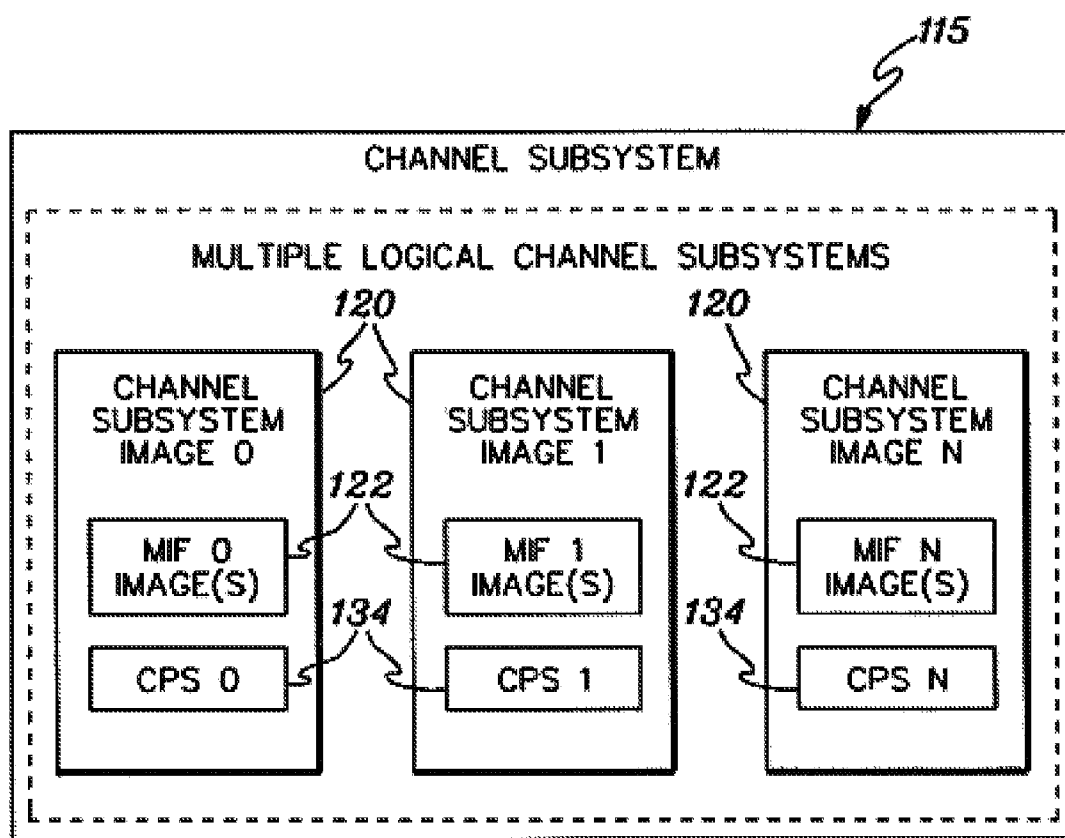 115
CHANNEL SUBSYSTEM
MULTIPLE LOGICAL CHANNEL SUBSYSTEMS
120
120
CHANNEL
SUBSYSTEM
IMAGE 0
CHANNEL
SUBSYSTEM
IMAGE 1
CHANNEL
SUBSYSTEM
IMAGE N
122
122
MIF 0
IMAGE(S)
MIF 1
IMAGE(S)
MIF N
IMAGE(S)
134
134
CPS 0
CPS 1
CPS N